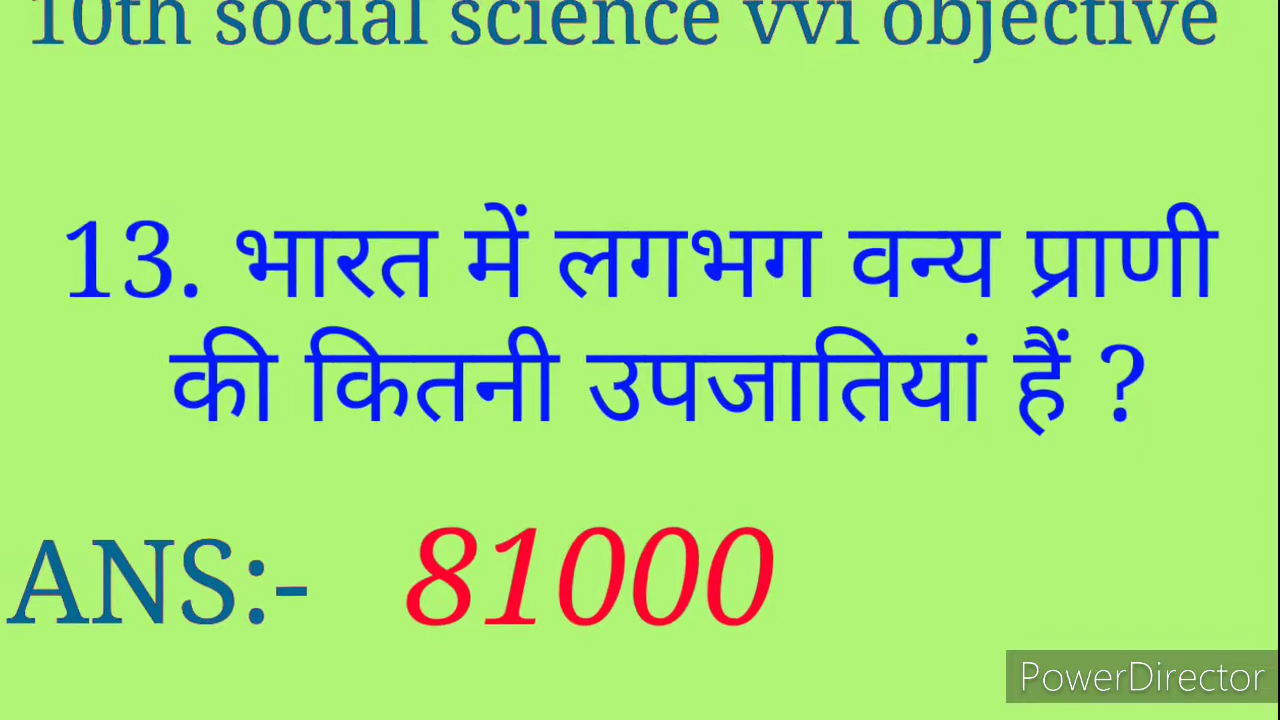 10th social science vvi objective
13. भारत में लगभग वन्य प्राणी
की कितनी उपजातियां हैं ?
ANS:- 81000
PowerDirector